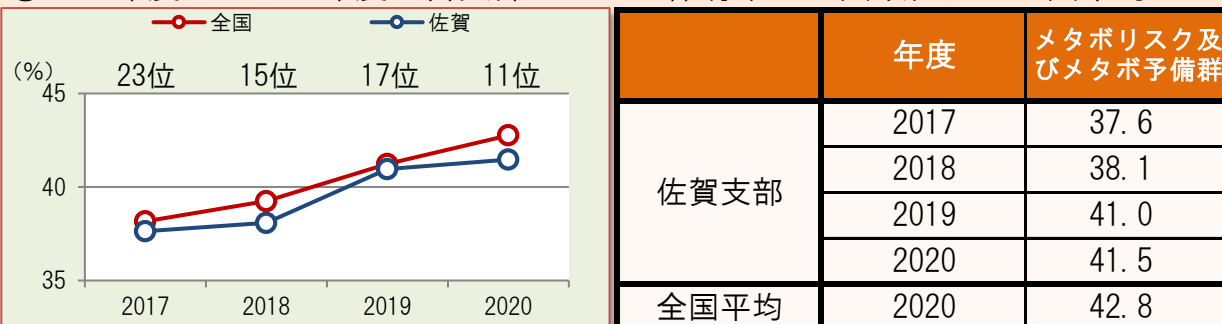 全国 佐賀
(%) 23位 15位 17位 11位
45
40
35
2017 2018 2019 2020
年度 メタボリスク及
びメタボ予備群
佐賀支部 2017 37.6
2018 38.1
2019 41.0
2020 41.5
全国平均 2020 42.8